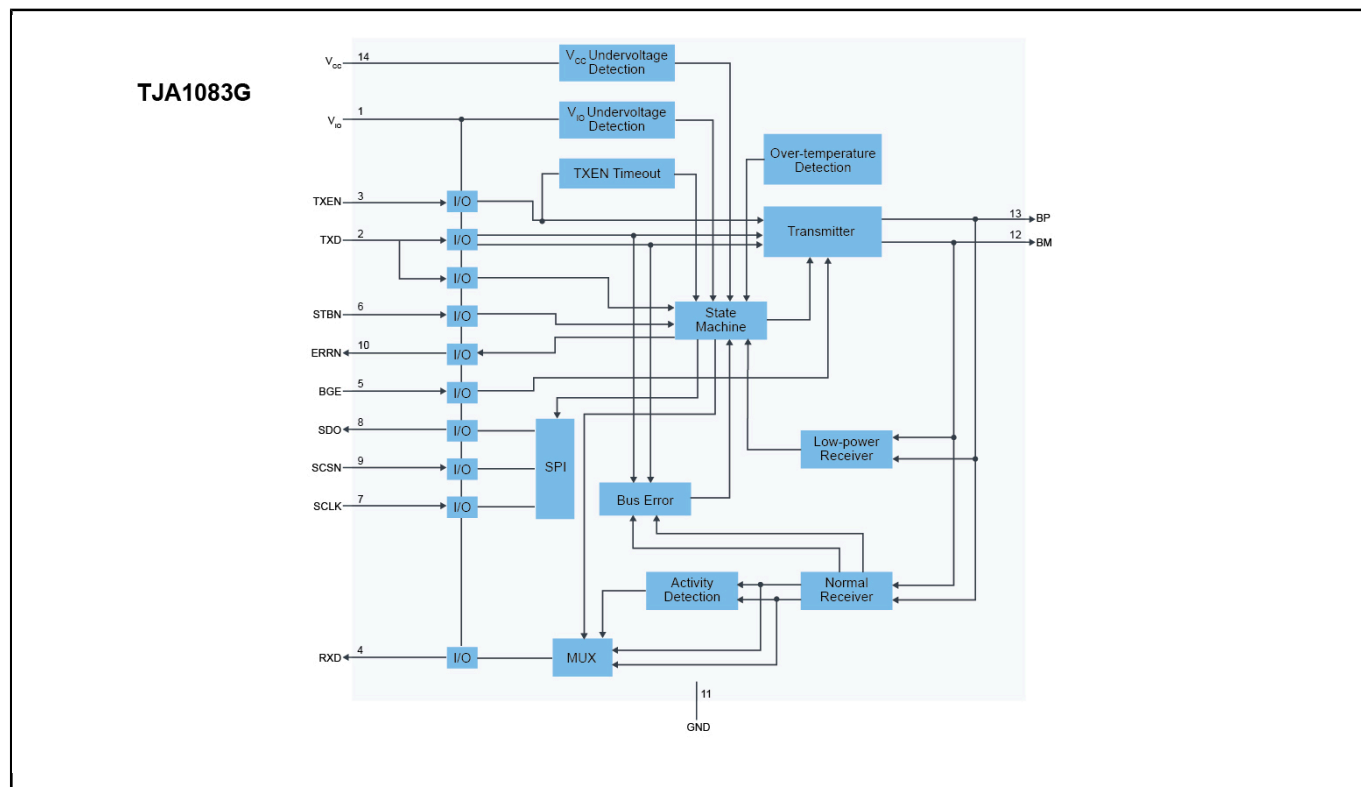 TJA1083G
VCC 14
VCC Undervoltage
Detection
VIO 1
VIO Undervoltage
Detection
Over-temperature
Detection
TXEN Timeout
TXEN 3 I/O
Transmitter
13 BP
TXD 2 I/O
12 BM
I/O
STBN 6 I/O
State
Machine
ERRN 10 I/O
BGE 5 I/O
SDO 8 I/O
Low-power
Receiver
SCSN 9 I/O
SPI
Bus Error
SCLK 7 I/O
Activity
Detection
Normal
Receiver
RXD 4 I/O
MUX
11
GND